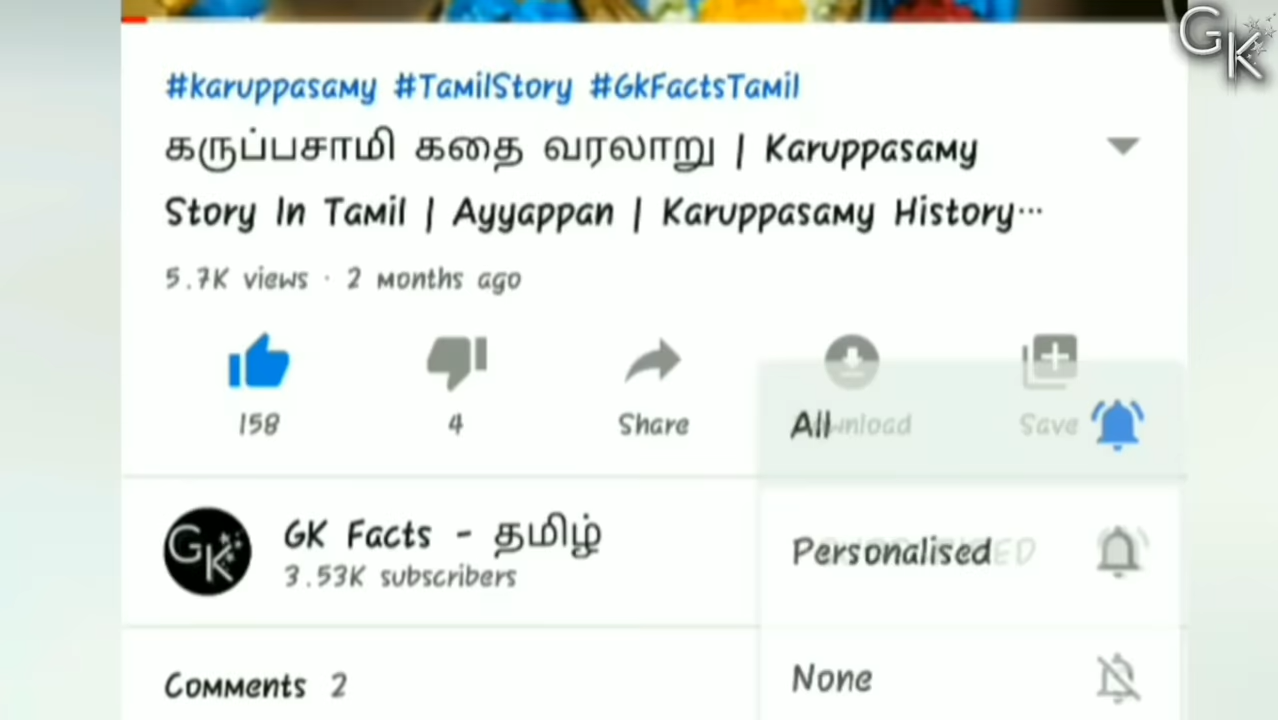 GK
#karuppasamy #TamilStory #GkFactsTamil
கருப்பசாமி கதை வரலாறு | Karuppasamy
Story In Tamil | Ayyappan | Karuppasamy History...
5.7K views · 2 months ago
158
4
Share
All
Save
GK
GK Facts - தமிழ்
3.53K subscribers
Personalised
Comments 2
None